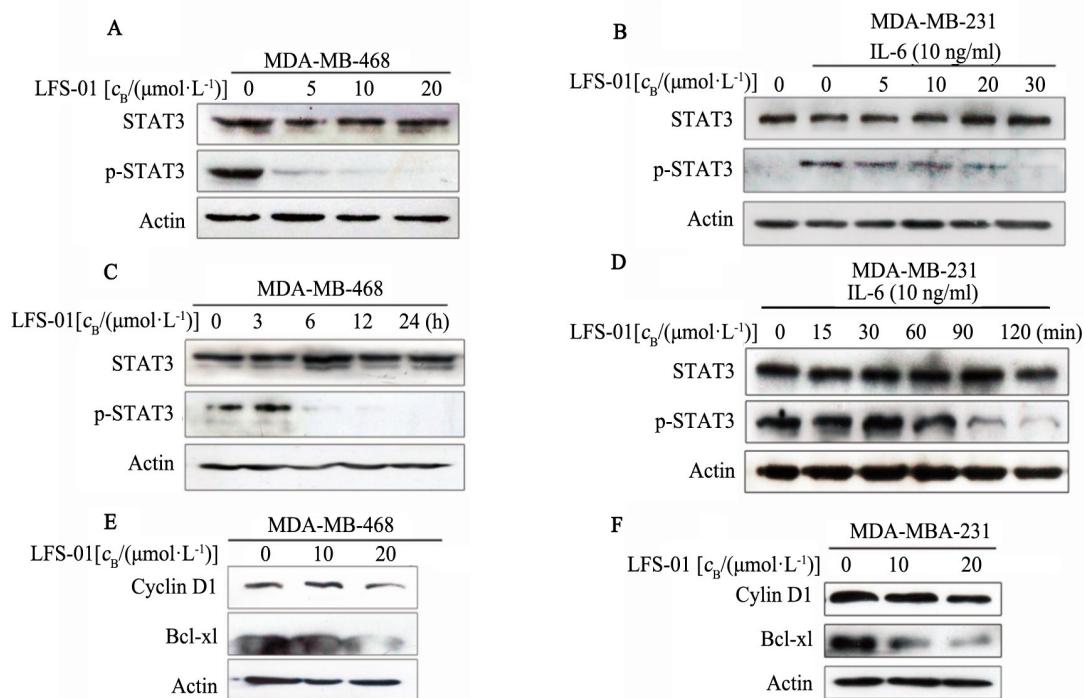 A
MDA-MB-468
LFS-01 [cB/(μmol·L-1)] 0 5 10 20
STAT3
p-STAT3
Actin
B
MDA-MB-231
IL-6 (10 ng/ml)
LFS-01[cB/(μmol·L-1)] 0 0 5 10 20 30
STAT3
p-STAT3
Actin
C
MDA-MB-468
LFS-01[cB/(μmol·L-1)] 0 3 6 12 24 (h)
STAT3
p-STAT3
Actin
D
MDA-MB-231
IL-6 (10 ng/ml)
LFS-01[cB/(μmol·L-1)] 0 15 30 60 90 120 (min)
STAT3
p-STAT3
Actin
E
MDA-MB-468
LFS-01[cB/(μmol·L-1)] 0 10 20
Cyclin D1
Bcl-xl
Actin
F
MDA-MBA-231
LFS-01 [cB/(μmol·L-1)] 0 10 20
Cylin D1
Bcl-xl
Actin